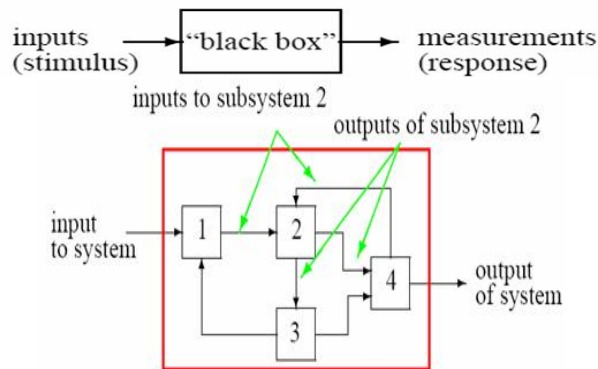 inputs
(stimulus)
“black box”
measurements
(response)
inputs to subsystem 2
outputs of subsystem 2
input
to system
1
2
3
4
output
of system